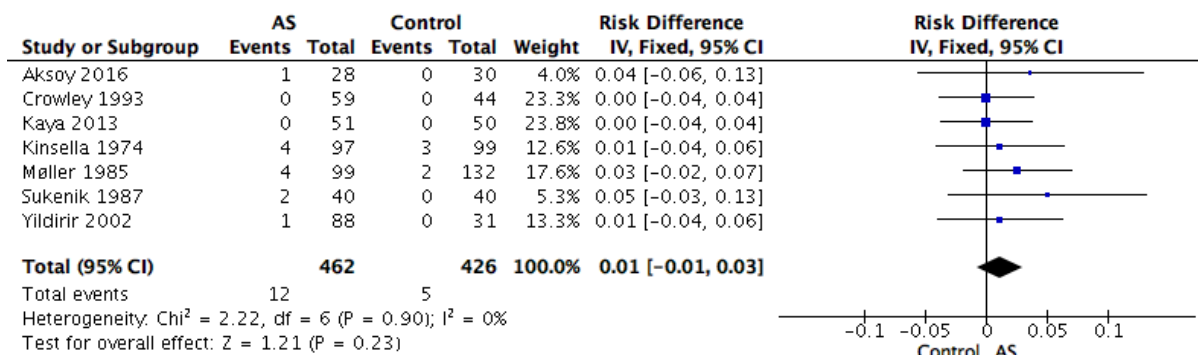 AS Control Risk Difference Risk Difference
Study or Subgroup Events Total Events Total Weight IV, Fixed, 95% CI IV, Fixed, 95% CI
Aksoy 2016 1 28 0 30 4.0% 0.04 [-0.06, 0.13]
Crowley 1993 0 59 0 44 23.3% 0.00 [-0.04, 0.04]
Kaya 2013 0 51 0 50 23.8% 0.00 [-0.04, 0.04]
Kinsella 1974 4 97 3 99 12.6% 0.01 [-0.04, 0.06]
Møller 1985 4 99 2 132 17.6% 0.03 [-0.02, 0.07]
Sukenik 1987 2 40 0 40 5.3% 0.05 [-0.03, 0.13]
Yildirir 2002 1 88 0 31 13.3% 0.01 [-0.04, 0.06]
Total (95% CI) 462 426 100.0% 0.01 [-0.01, 0.03]
Total events 12 5
Heterogeneity: Chi² = 2.22, df = 6 (P = 0.90); I² = 0%
Test for overall effect: Z = 1.21 (P = 0.23)
-0.1 -0.05 0 0.05 0.1
Control AS